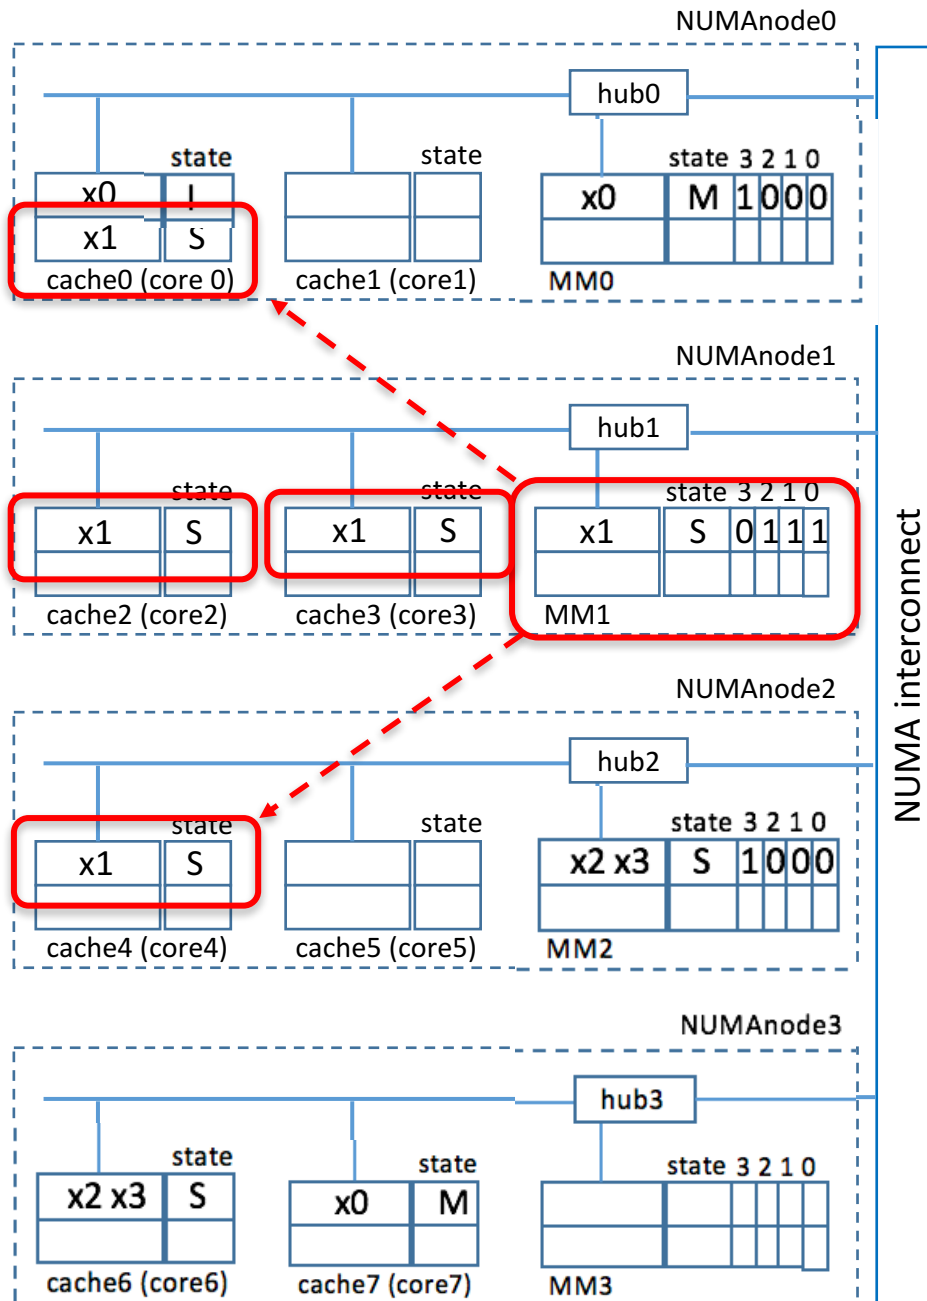 NUMAnode0
hub0
state state state 3 2 1 0
x0 I x0 M 1 0 0 0
x1 S
cache0 (core 0) cache1 (core1) MM0
NUMAnode1
hub1
state state state 3 2 1 0
x1 S x1 S x1 S 0 1 1 1
cache2 (core2) cache3 (core3) MM1
NUMA interconnect
NUMAnode2
hub2
state state state 3 2 1 0
x1 S x2 x3 S 1 0 0 0
cache4 (core4) cache5 (core5) MM2
NUMAnode3
hub3
state state state 3 2 1 0
x2 x3 S x0 M
cache6 (core6) cache7 (core7) MM3